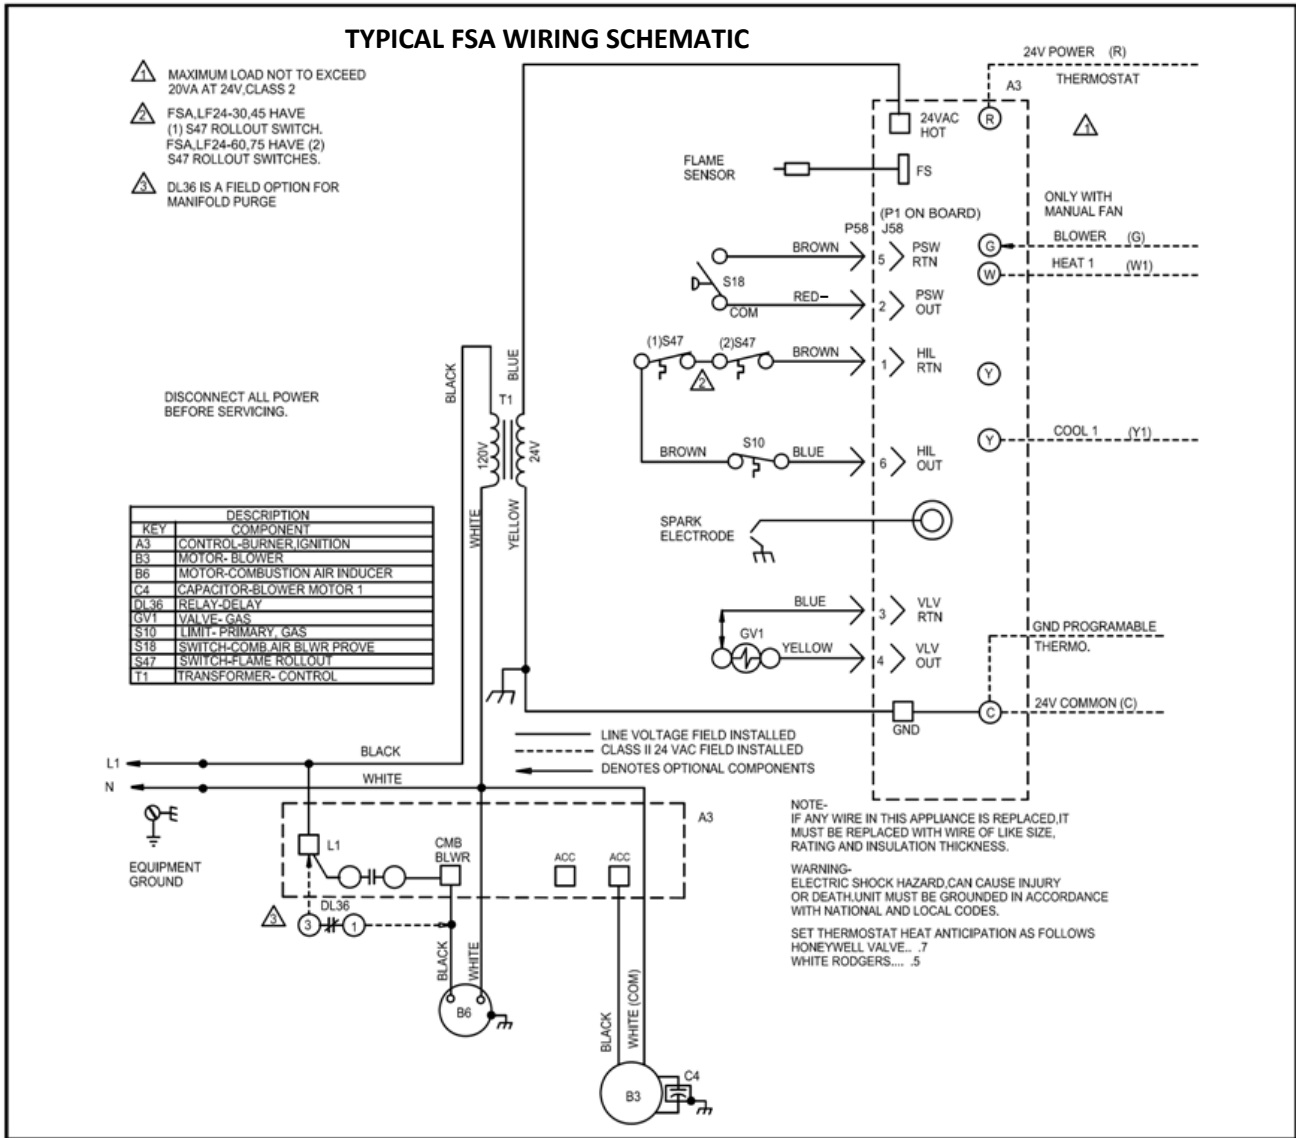 TYPICAL FSA WIRING SCHEMATIC
1 MAXIMUM LOAD NOT TO EXCEED
20VA AT 24V,CLASS 2
2 FSA,LF24-30,45 HAVE
(1) S47 ROLLOUT SWITCH.
FSA,LF24-60,75 HAVE (2)
S47 ROLLOUT SWITCHES.
3 DL36 IS A FIELD OPTION FOR
MANIFOLD PURGE
24V POWER (R)
THERMOSTAT
A3
1
24VAC
HOT
R
FLAME
SENSOR
FS
ONLY WITH
MANUAL FAN
(P1 ON BOARD)
P58 J58
BLOWER (G)
G
HEAT 1 (W1)
W
BROWN
5
PSW
RTN
S18
RED-
COM
2
PSW
OUT
(1)S47
(2)S47
2
BROWN
1
HIL
RTN
Y
COOL 1 (Y1)
Y
BROWN
S10
BLUE
6
HIL
OUT
DISCONNECT ALL POWER
BEFORE SERVICING.
BLACK
BLUE
T1
120V
24V
WHITE
YELLOW
SPARK
ELECTRODE
DESCRIPTION
KEY COMPONENT
A3 CONTROL-BURNER,IGNITION
B3 MOTOR- BLOWER
B6 MOTOR-COMBUSTION AIR INDUCER
C4 CAPACITOR-BLOWER MOTOR 1
DL36 RELAY-DELAY
GV1 VALVE- GAS
S10 LIMIT- PRIMARY, GAS
S18 SWITCH-COMB.AIR BLWR PROVE
S47 SWITCH-FLAME ROLLOUT
T1 TRANSFORMER- CONTROL
BLUE
3
VLV
RTN
GV1
YELLOW
4
VLV
OUT
GND PROGRAMABLE
THERMO.
24V COMMON (C)
C
GND
LINE VOLTAGE FIELD INSTALLED
CLASS II 24 VAC FIELD INSTALLED
DENOTES OPTIONAL COMPONENTS
L1
BLACK
N
WHITE
EQUIPMENT
GROUND
A3
L1
CMB
BLWR
ACC
ACC
3
DL36
3
1
BLACK
WHITE
B6
BLACK
WHITE (COM)
B3
C4
NOTE-
IF ANY WIRE IN THIS APPLIANCE IS REPLACED,IT
MUST BE REPLACED WITH WIRE OF LIKE SIZE,
RATING AND INSULATION THICKNESS.
WARNING-
ELECTRIC SHOCK HAZARD,CAN CAUSE INJURY
OR DEATH.UNIT MUST BE GROUNDED IN ACCORDANCE
WITH NATIONAL AND LOCAL CODES.
SET THERMOSTAT HEAT ANTICIPATION AS FOLLOWS
HONEYWELL VALVE.. .7
WHITE RODGERS.... .5